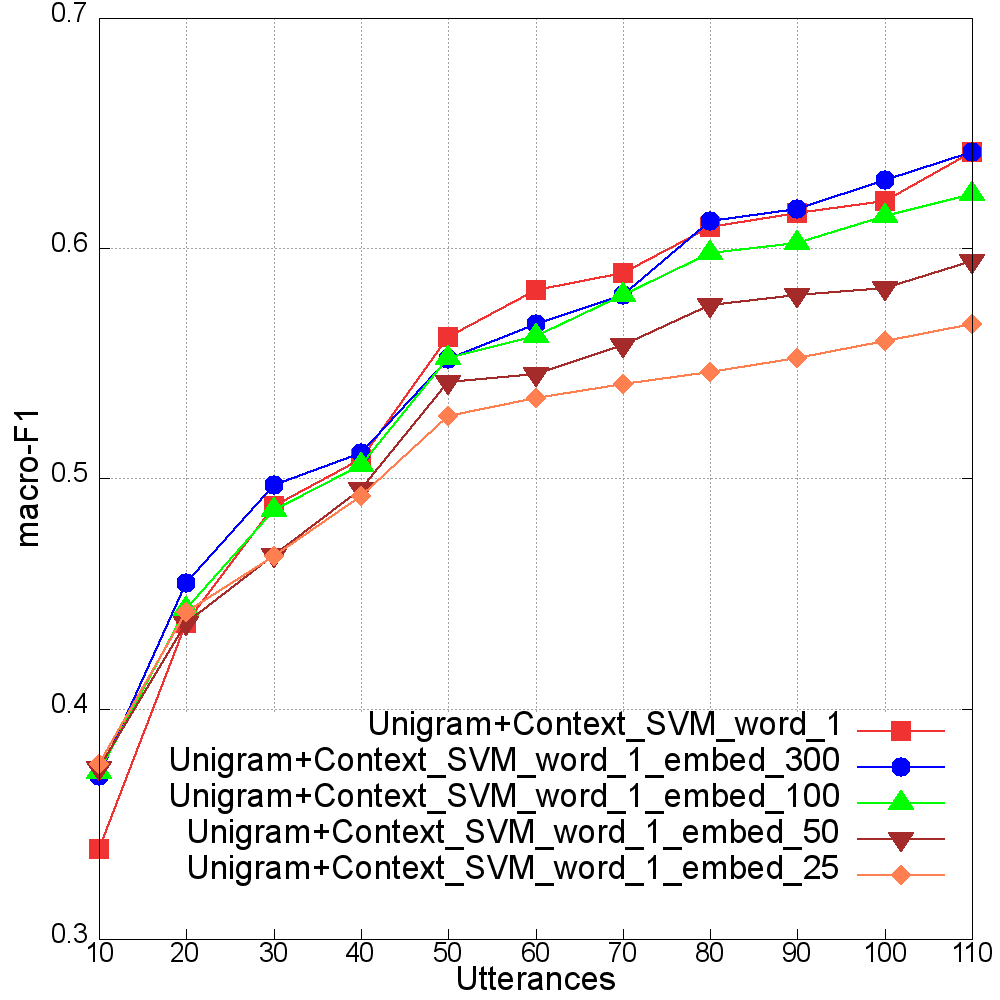 0.7
0.6
0.5
0.4
0.3
macro-F1
Unigram+Context_SVM_word_1
Unigram+Context_SVM_word_1_embed_300
Unigram+Context_SVM_word_1_embed_100
Unigram+Context_SVM_word_1_embed_50
Unigram+Context_SVM_word_1_embed_25
10 20 30 40 50 60 70 80 90 100 110
Utterances